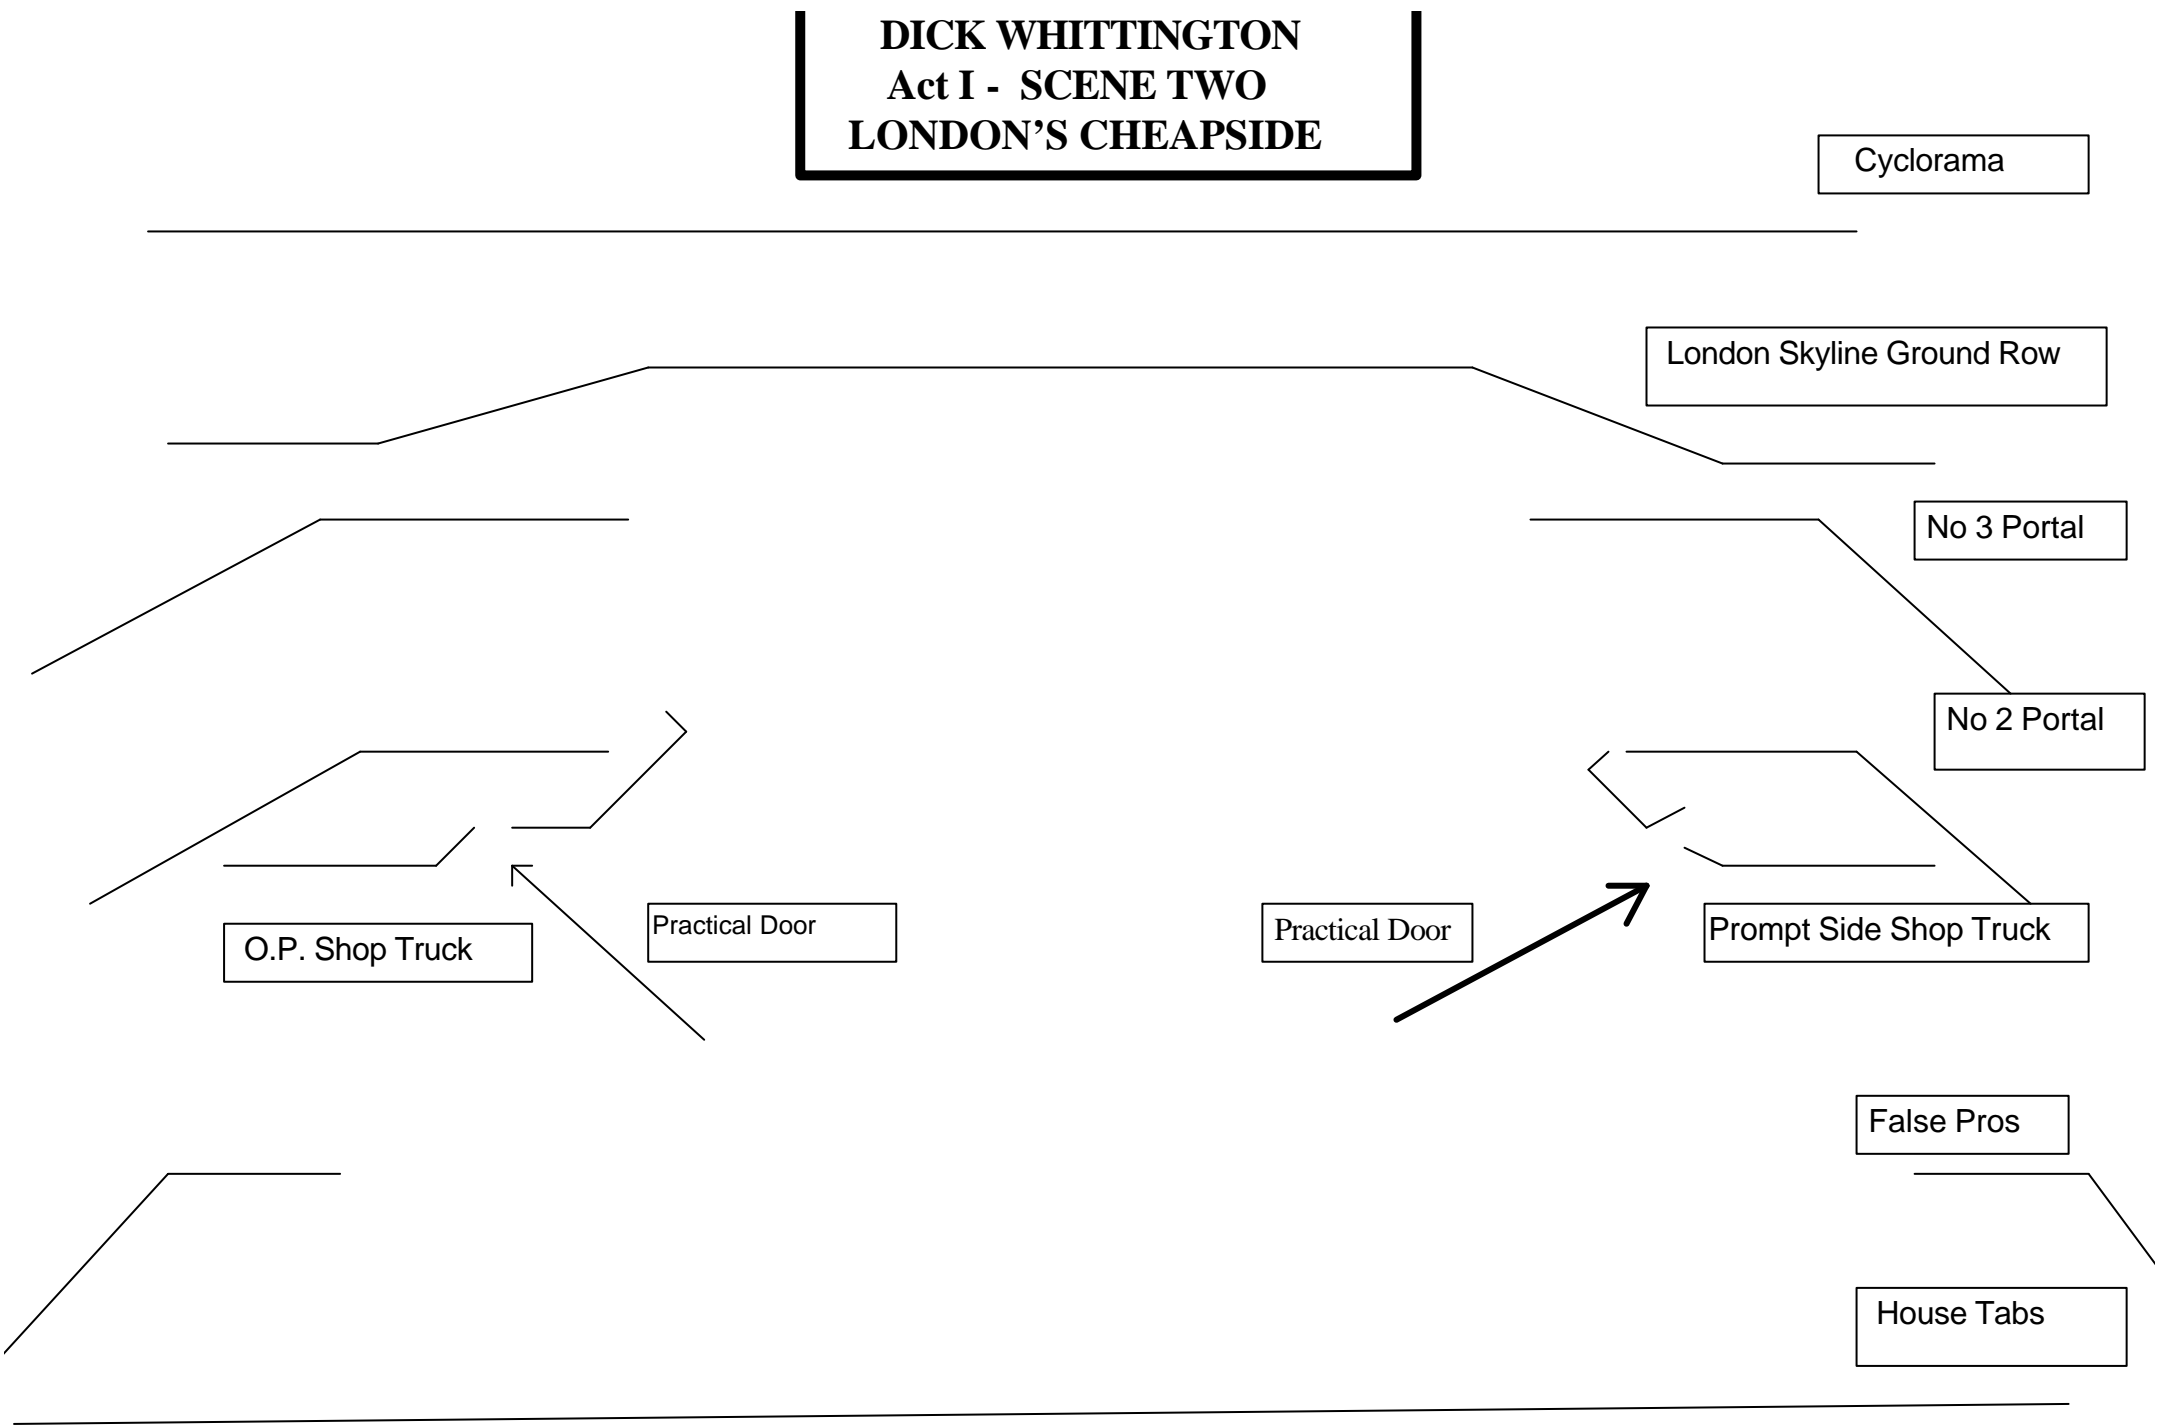 DICK WHITTINGTON
Act I - SCENE TWO
LONDON’S CHEAPSIDE
Cyclorama
London Skyline Ground Row
No 3 Portal
No 2 Portal
Practical Door
Practical Door
Prompt Side Shop Truck
O.P. Shop Truck
False Pros
House Tabs